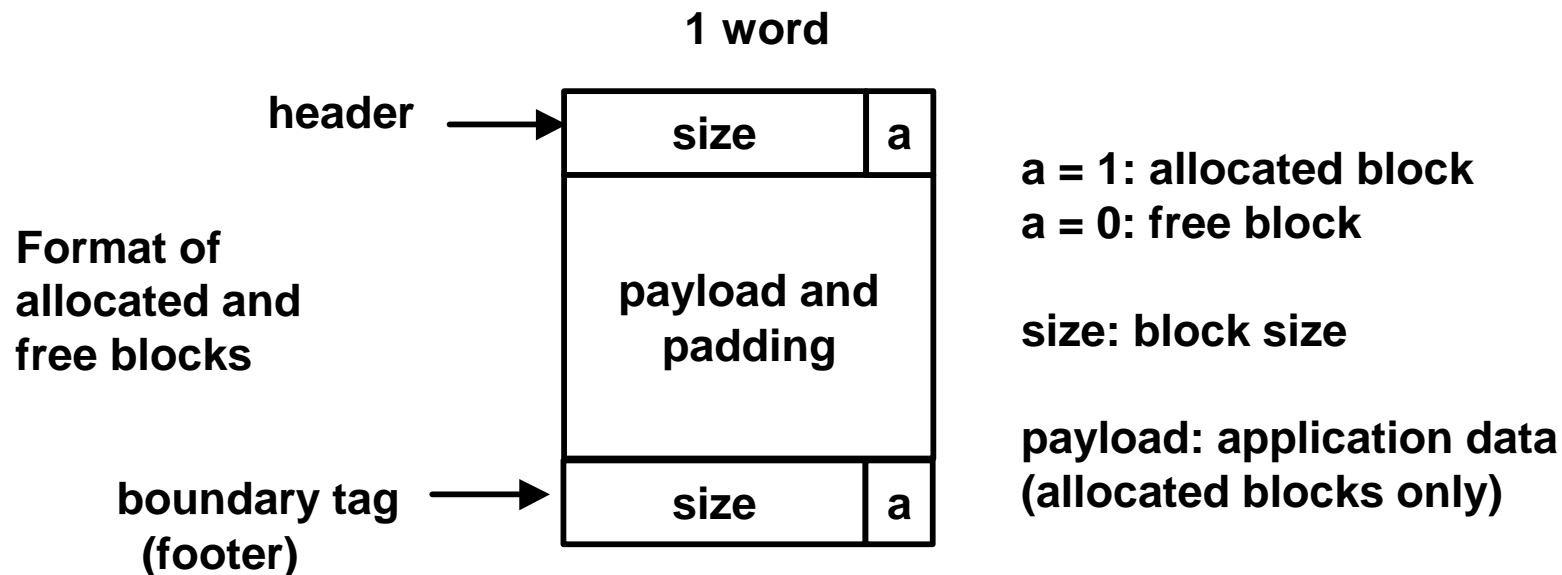 1 word
header
size a
a = 1: allocated block
a = 0: free block
Format of
allocated and
free blocks
payload and
padding
size: block size
payload: application data
(allocated blocks only)
boundary tag
(footer)
size a